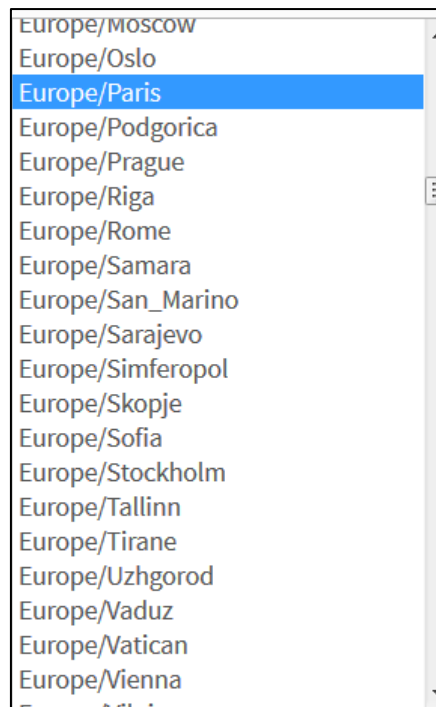 Europe/Moscow
Europe/Oslo
Europe/Paris
Europe/Podgorica
Europe/Prague
Europe/Riga
Europe/Rome
Europe/Samara
Europe/San_Marino
Europe/Sarajevo
Europe/Simferopol
Europe/Skopje
Europe/Sofia
Europe/Stockholm
Europe/Tallinn
Europe/Tirane
Europe/Uzhgorod
Europe/Vaduz
Europe/Vatican
Europe/Vienna